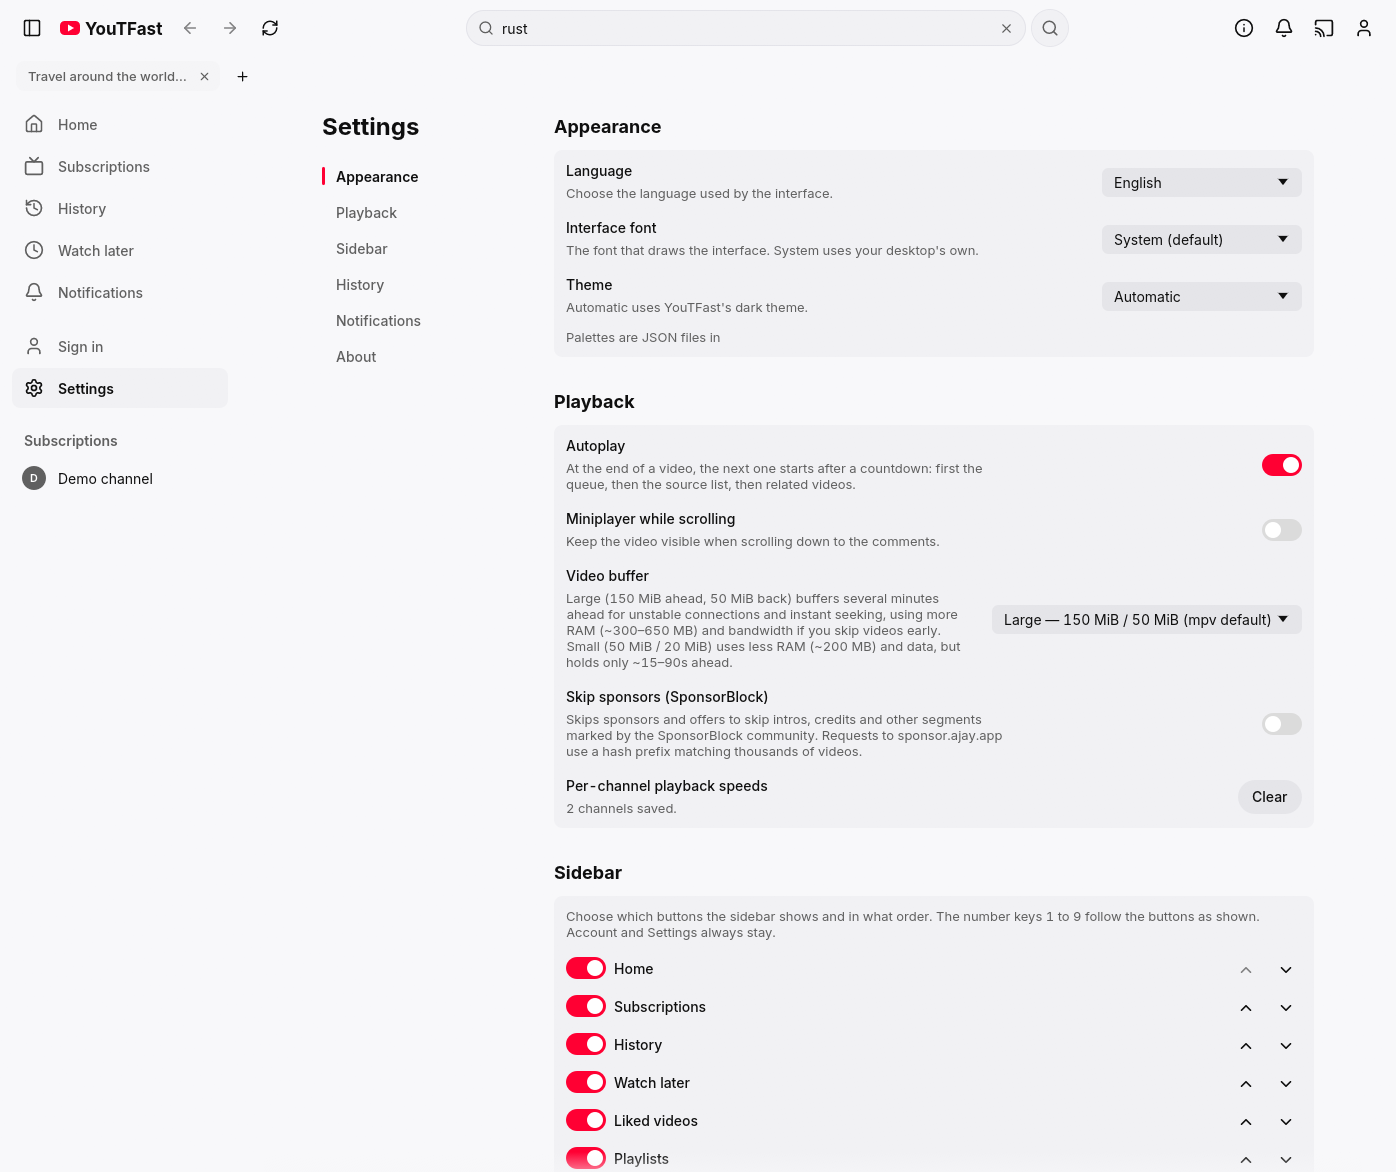 YouTFast
rust
Travel around the world...
Home
Subscriptions
History
Watch later
Notifications
Sign in
Settings
Subscriptions
D
Demo channel
Settings
Appearance
Playback
Sidebar
History
Notifications
About
Appearance
Language
Choose the language used by the interface.
English
Interface font
The font that draws the interface. System uses your desktop's own.
System (default)
Theme
Automatic uses YouTFast's dark theme.
Automatic
Palettes are JSON files in
Playback
Autoplay
At the end of a video, the next one starts after a countdown: first the
queue, then the source list, then related videos.
Miniplayer while scrolling
Keep the video visible when scrolling down to the comments.
Video buffer
Large (150 MiB ahead, 50 MiB back) buffers several minutes
ahead for unstable connections and instant seeking, using more
RAM (~300–650 MB) and bandwidth if you skip videos early.
Small (50 MiB / 20 MiB) uses less RAM (~200 MB) and data, but
holds only ~15–90s ahead.
Large — 150 MiB / 50 MiB (mpv default)
Skip sponsors (SponsorBlock)
Skips sponsors and offers to skip intros, credits and other segments
marked by the SponsorBlock community. Requests to sponsor.ajay.app
use a hash prefix matching thousands of videos.
Per-channel playback speeds
2 channels saved.
Clear
Sidebar
Choose which buttons the sidebar shows and in what order. The number keys 1 to 9 follow the buttons as shown.
Account and Settings always stay.
Home
Subscriptions
History
Watch later
Liked videos
Playlists